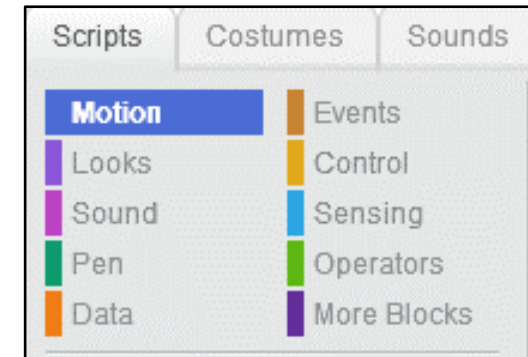 Scripts Costumes Sounds
Motion Events
Looks Control
Sound Sensing
Pen Operators
Data More Blocks